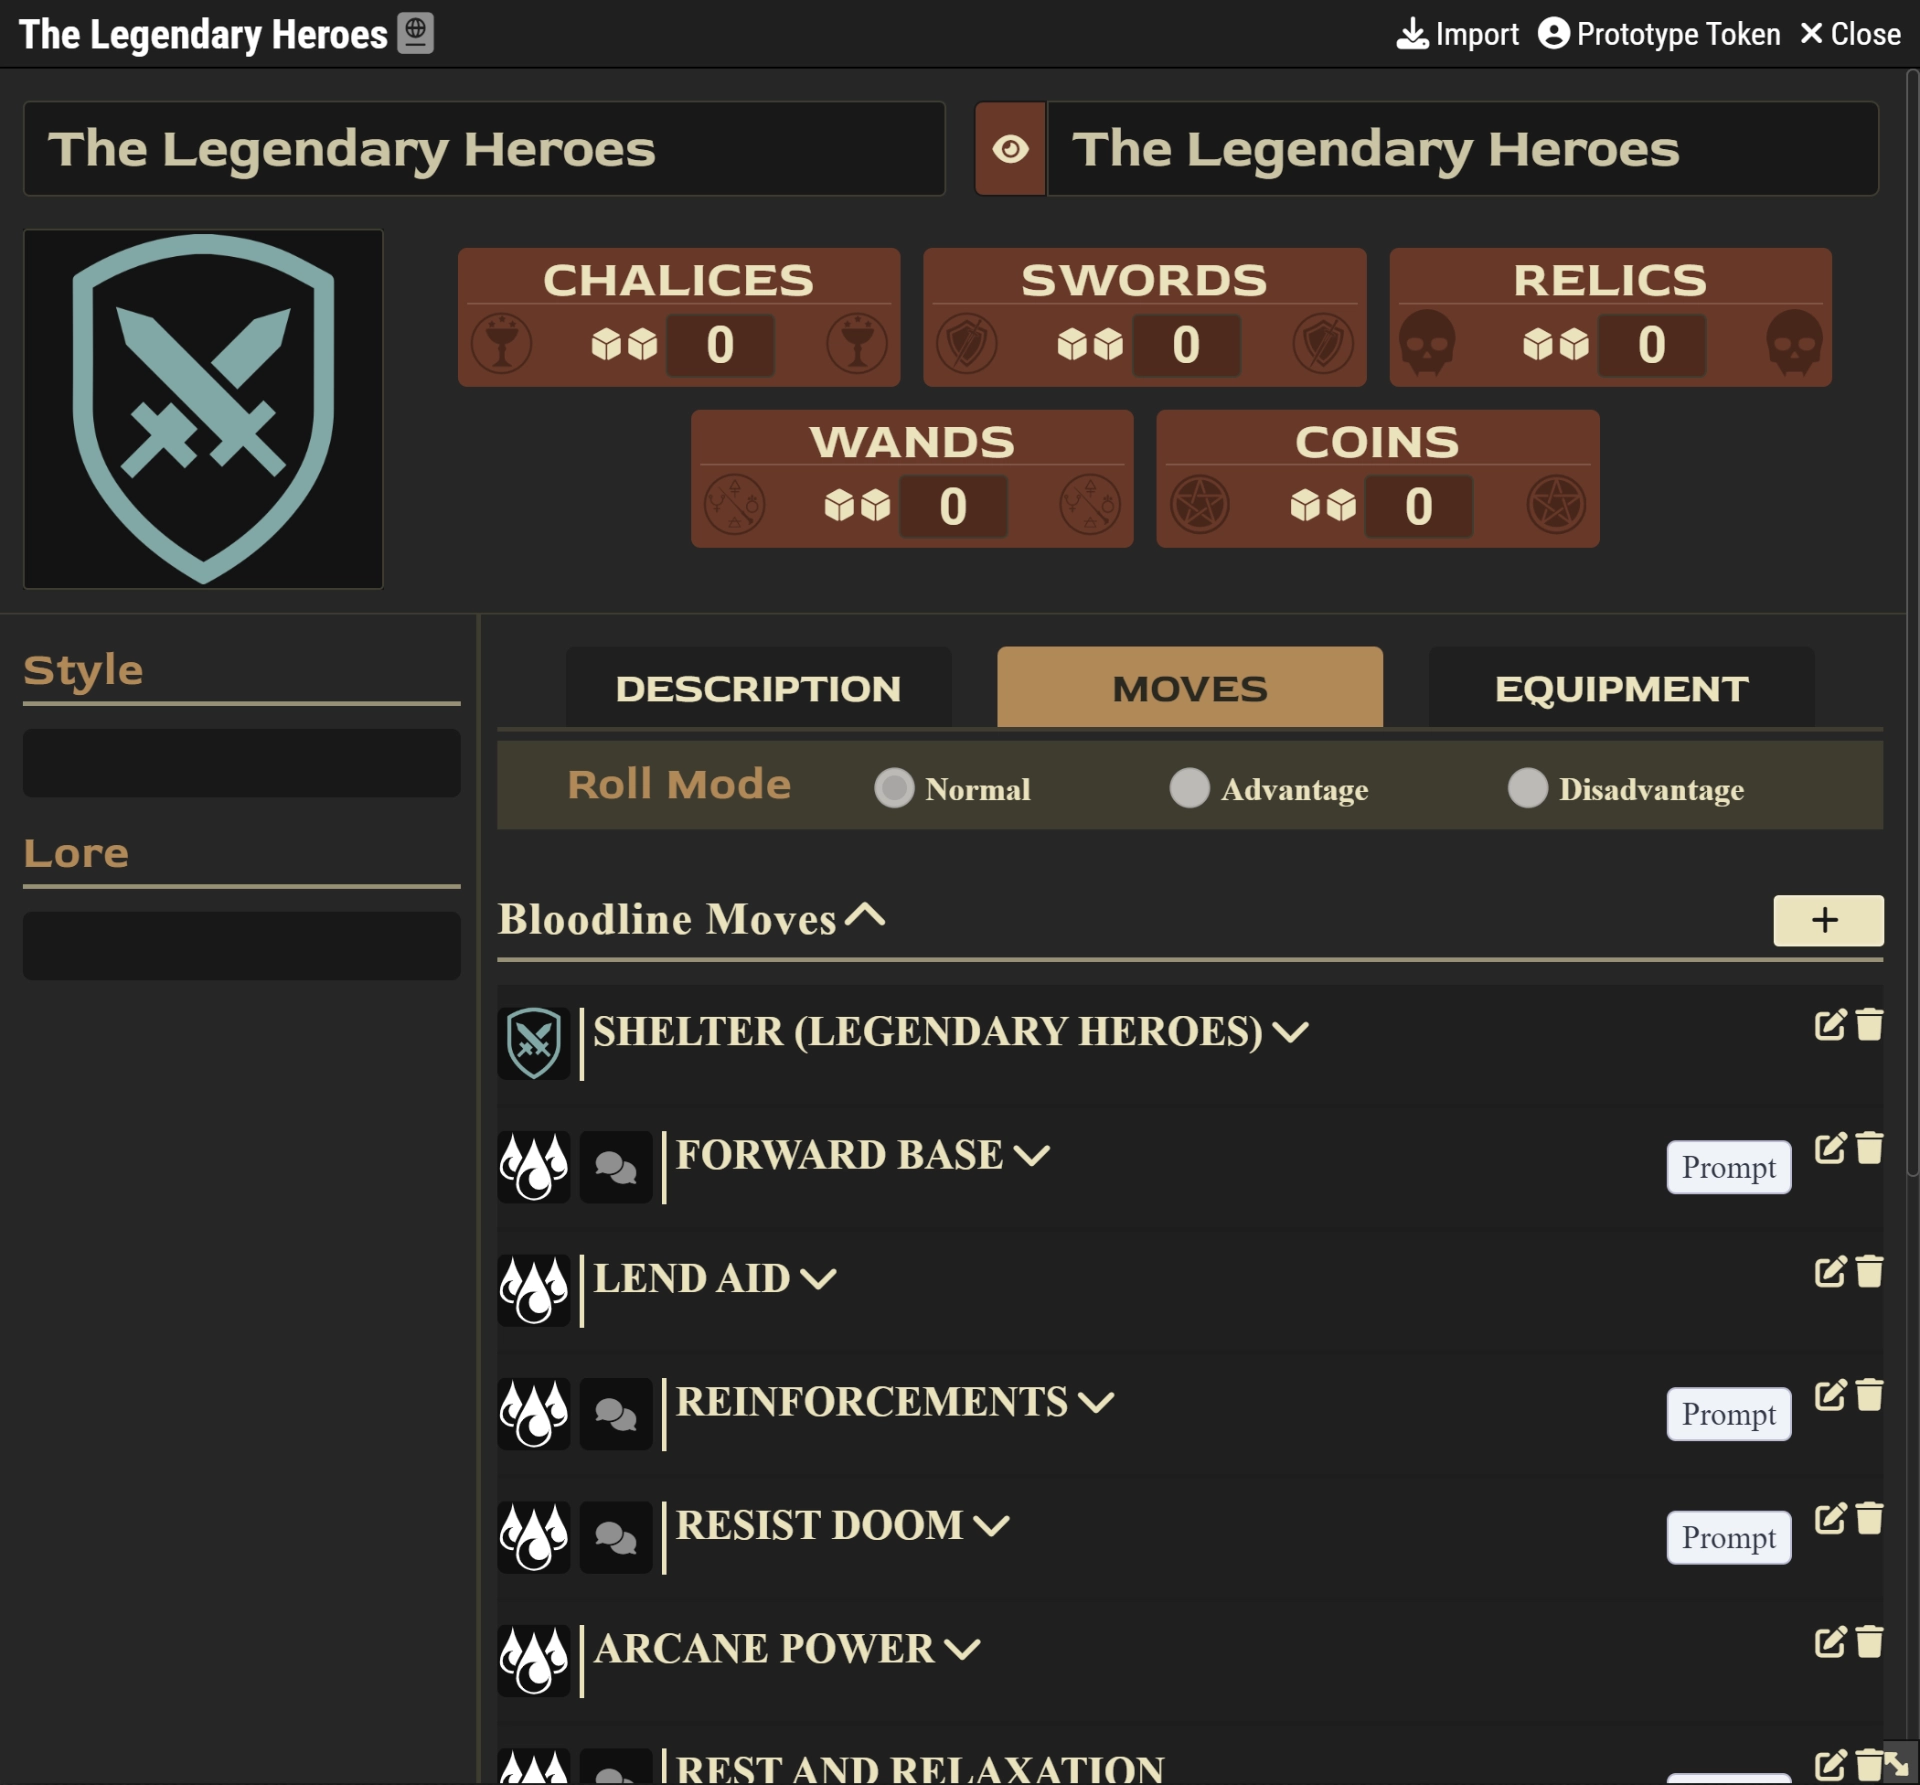 The Legendary Heroes
Import Prototype Token Close
The Legendary Heroes
The Legendary Heroes
CHALICES
0
SWORDS
0
RELICS
0
WANDS
0
COINS
0
Style
Lore
DESCRIPTION
MOVES
EQUIPMENT
Roll Mode Normal Advantage Disadvantage
Bloodline Moves
+
SHELTER (LEGENDARY HEROES)
FORWARD BASE
Prompt
LEND AID
REINFORCEMENTS
Prompt
RESIST DOOM
Prompt
ARCANE POWER
REST AND RELAXATION